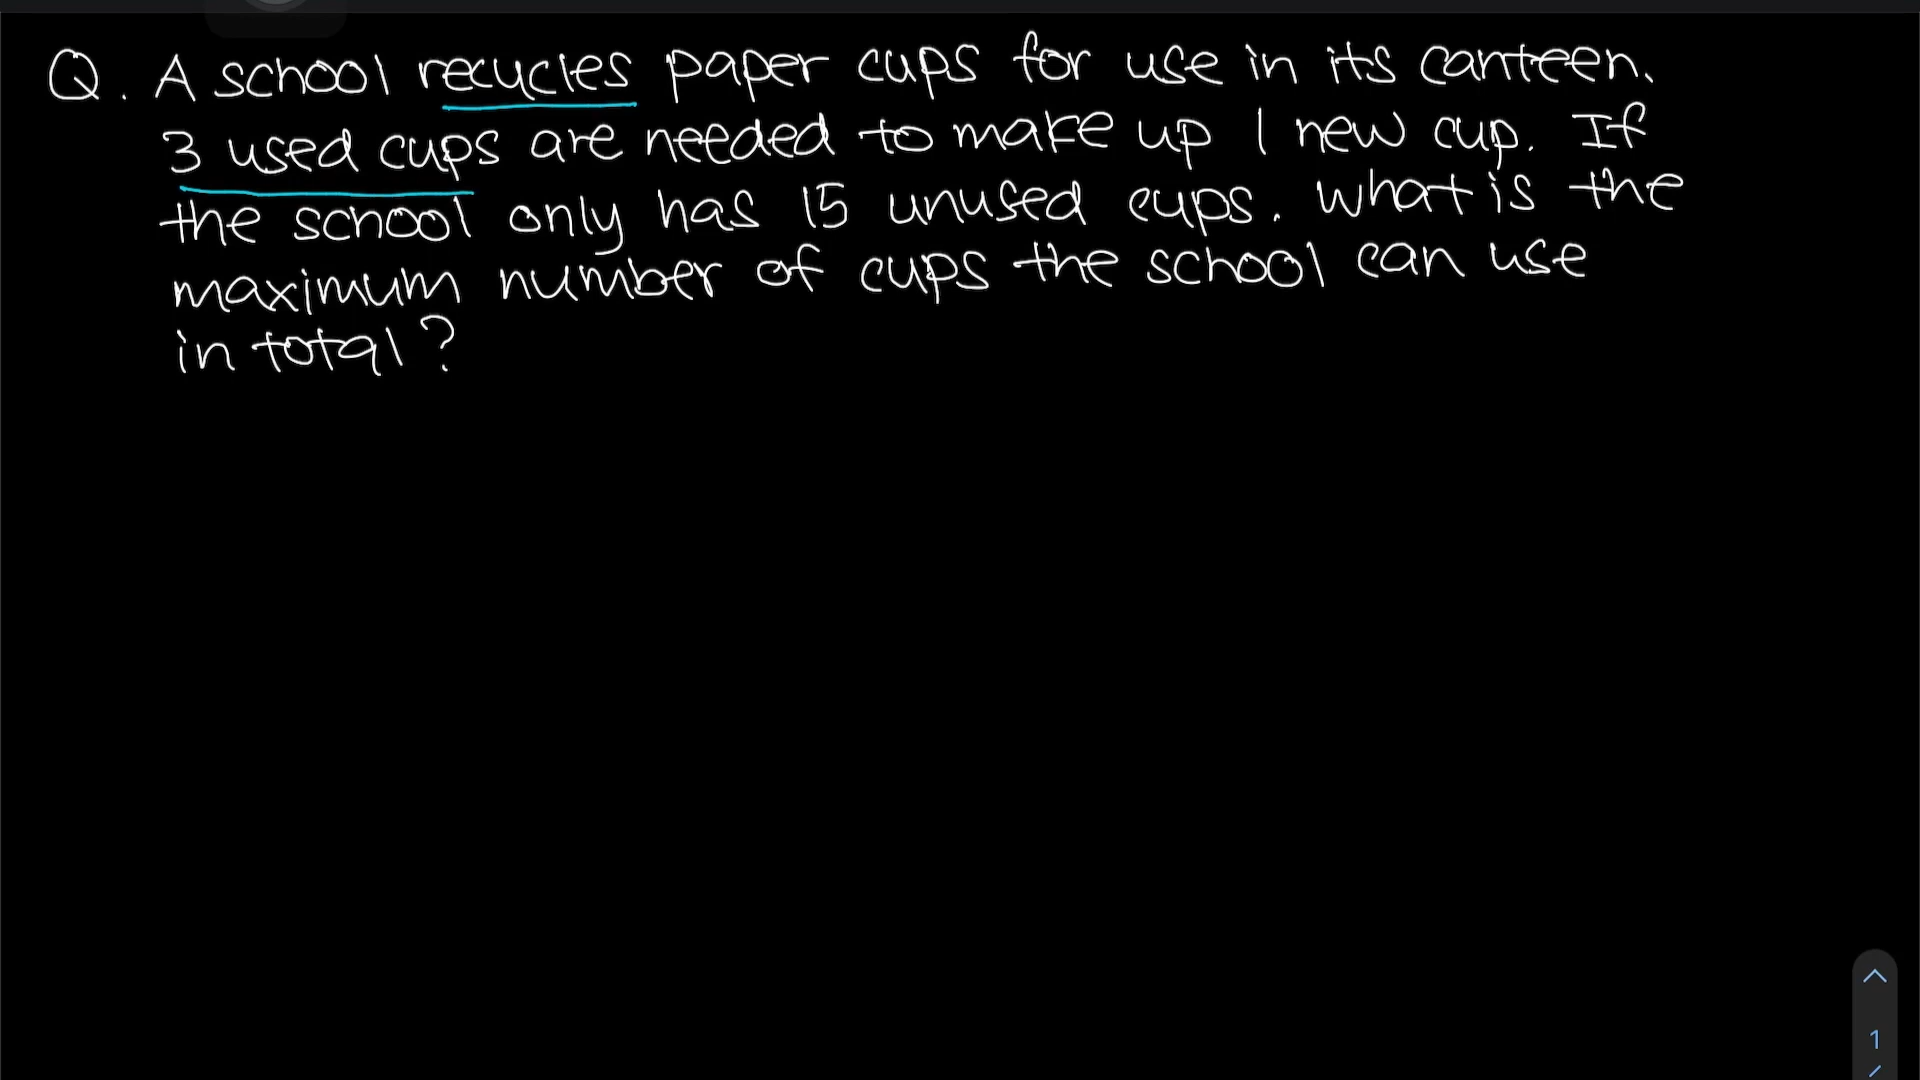 Q. A school recycles paper cups for use in its canteen.
3 used cups are needed to make up 1 new cup. If
the school only has 15 unused cups. What is the
maximum number of cups the school can use
in total?
1